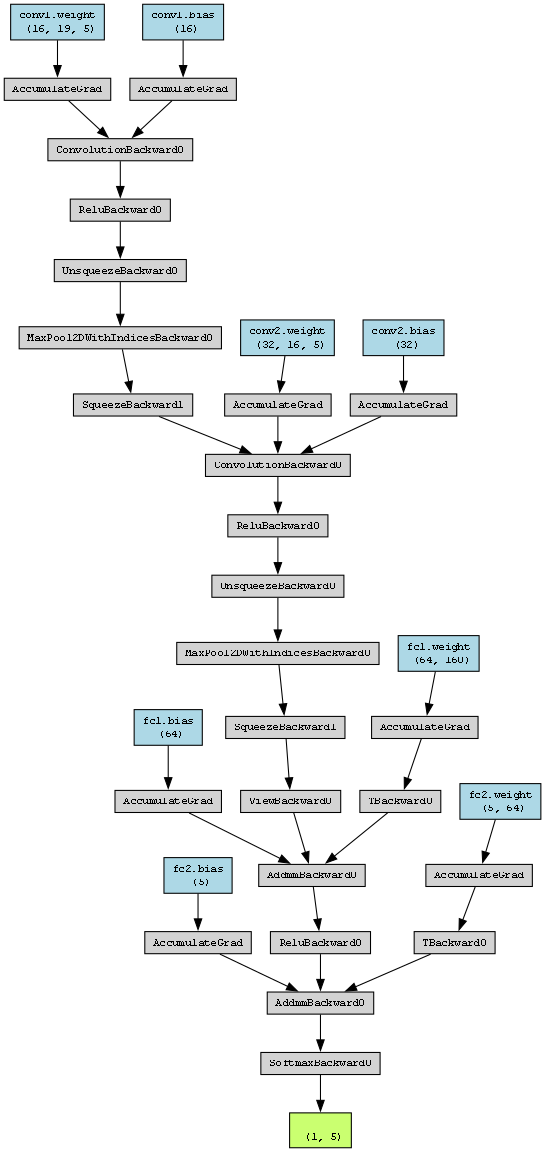 conv1.weight
(16, 19, 5)
conv1.bias
(16)
AccumulateGrad
AccumulateGrad
ConvolutionBackward0
ReluBackward0
UnsqueezeBackward0
MaxPool2DWithIndicesBackward0
conv2.weight
(32, 16, 5)
conv2.bias
(32)
SqueezeBackward1
AccumulateGrad
AccumulateGrad
ConvolutionBackward0
ReluBackward0
UnsqueezeBackward0
MaxPool2DWithIndicesBackward0
fc1.weight
(64, 160)
fc1.bias
(64)
SqueezeBackward1
AccumulateGrad
AccumulateGrad
ViewBackward0
TBackward0
fc2.weight
(5, 64)
fc2.bias
(5)
AddmmBackward0
AccumulateGrad
AccumulateGrad
ReluBackward0
TBackward0
AddmmBackward0
SoftmaxBackward0
(1, 5)